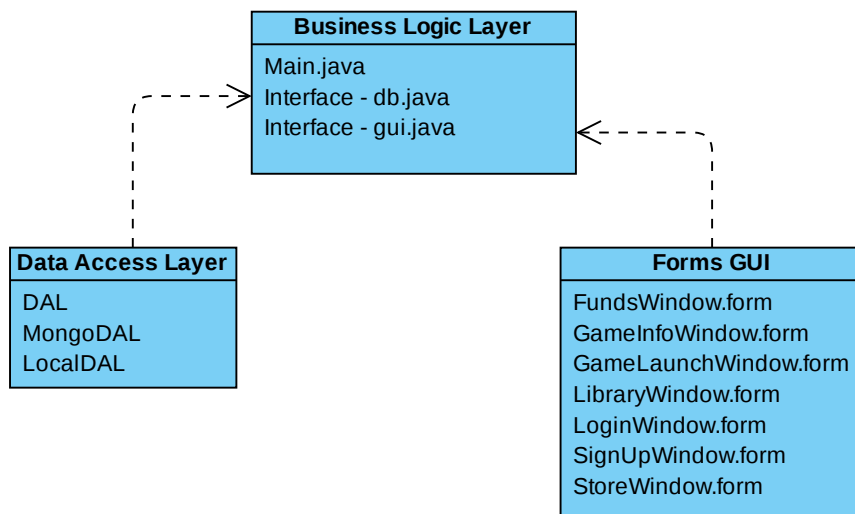 Business Logic Layer
Main.java
Interface - db.java
Interface - gui.java
Data Access Layer
DAL
MongoDAL
LocalDAL
Forms GUI
FundsWindow.form
GameInfoWindow.form
GameLaunchWindow.form
LibraryWindow.form
LoginWindow.form
SignUpWindow.form
StoreWindow.form